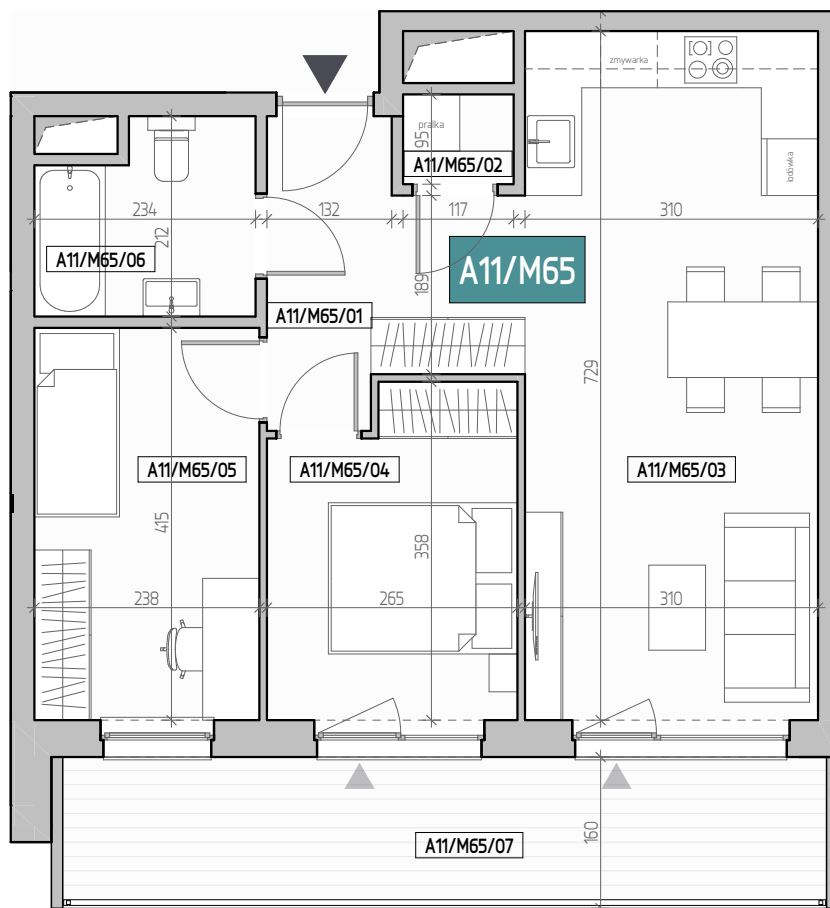 zmywarka
pralka
95
A11/M65/02
lodówka
234
132
117
310
212
A11/M65/06
A11/M65
189
A11/M65/01
729
A11/M65/05
A11/M65/04
A11/M65/03
415
358
238
265
310
160
A11/M65/07